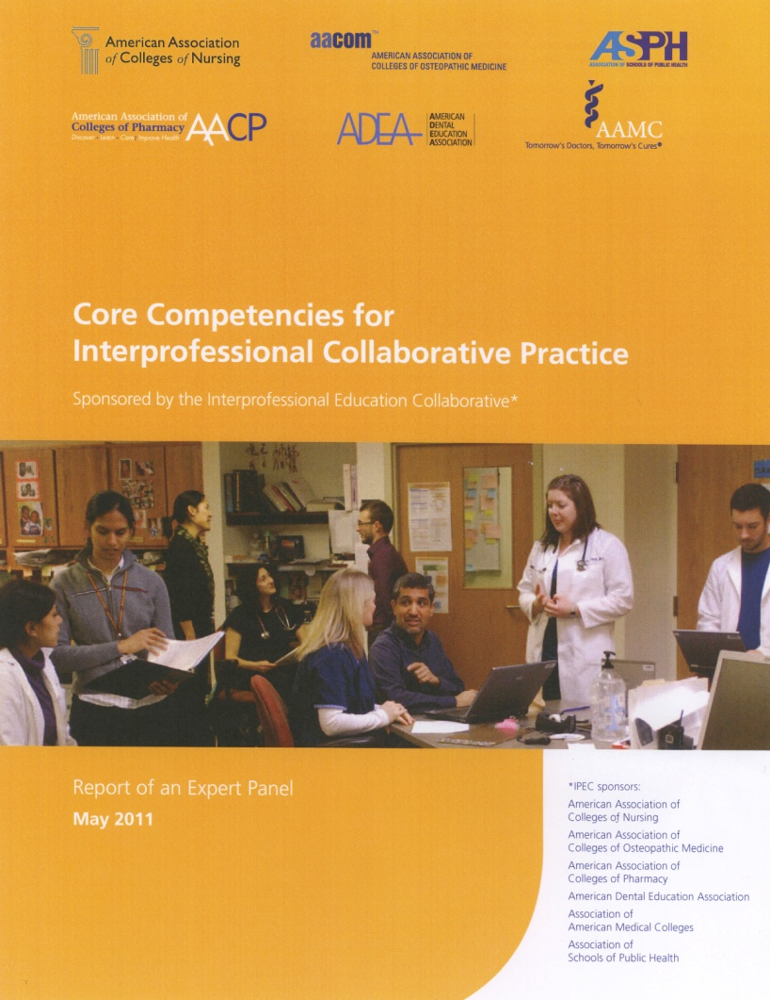 American Association
of Colleges of Nursing
aacom™
AMERICAN ASSOCIATION OF
COLLEGES OF OSTEOPATHIC MEDICINE
ASPH
ASSOCIATION OF SCHOOLS OF PUBLIC HEALTH
American Association of
Colleges of Pharmacy
Discover • Learn • Care: Improve Health
AACP
ADEA
AMERICAN
DENTAL
EDUCATION
ASSOCIATION
AAMC
Tomorrow's Doctors, Tomorrow's Cures®
Core Competencies for
Interprofessional Collaborative Practice
Sponsored by the Interprofessional Education Collaborative*
Report of an Expert Panel
May 2011
*IPEC sponsors:
American Association of
Colleges of Nursing
American Association of
Colleges of Osteopathic Medicine
American Association of
Colleges of Pharmacy
American Dental Education Association
Association of
American Medical Colleges
Association of
Schools of Public Health